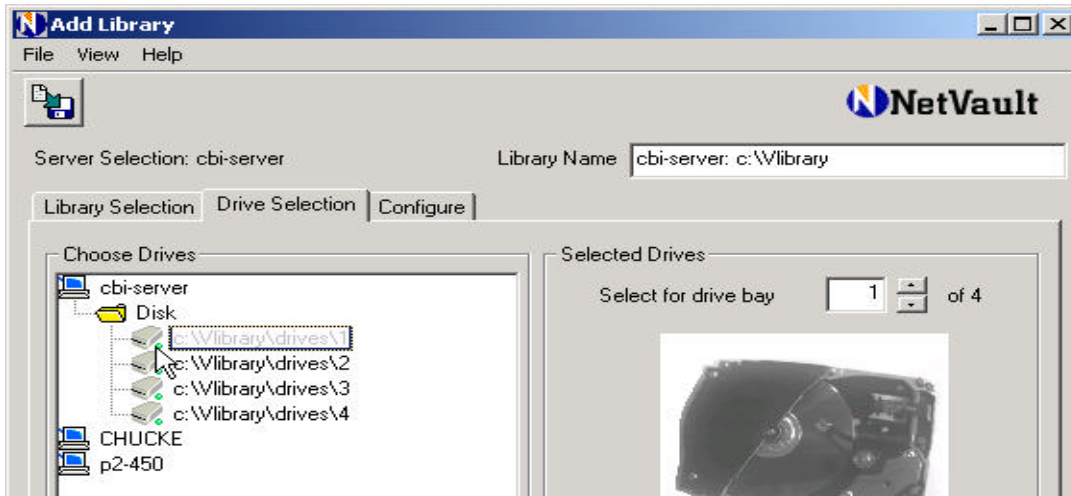 Add Library
File View Help
NetVault
Server Selection: cbi-server
Library Name cbi-server: c:\Vlibrary
Library Selection Drive Selection Configure
Choose Drives
Selected Drives
cbi-server
Select for drive bay 1 of 4
Disk
c:\Vlibrary\drives\1
c:\Vlibrary\drives\2
c:\Vlibrary\drives\3
c:\Vlibrary\drives\4
CHUCKE
p2-450